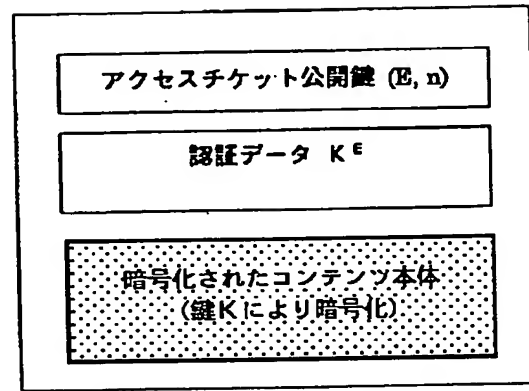 アクセスチケット公開鍵 (E, n)
認証データ K^E
暗号化されたコンテンツ本体
(鍵Kにより暗号化)